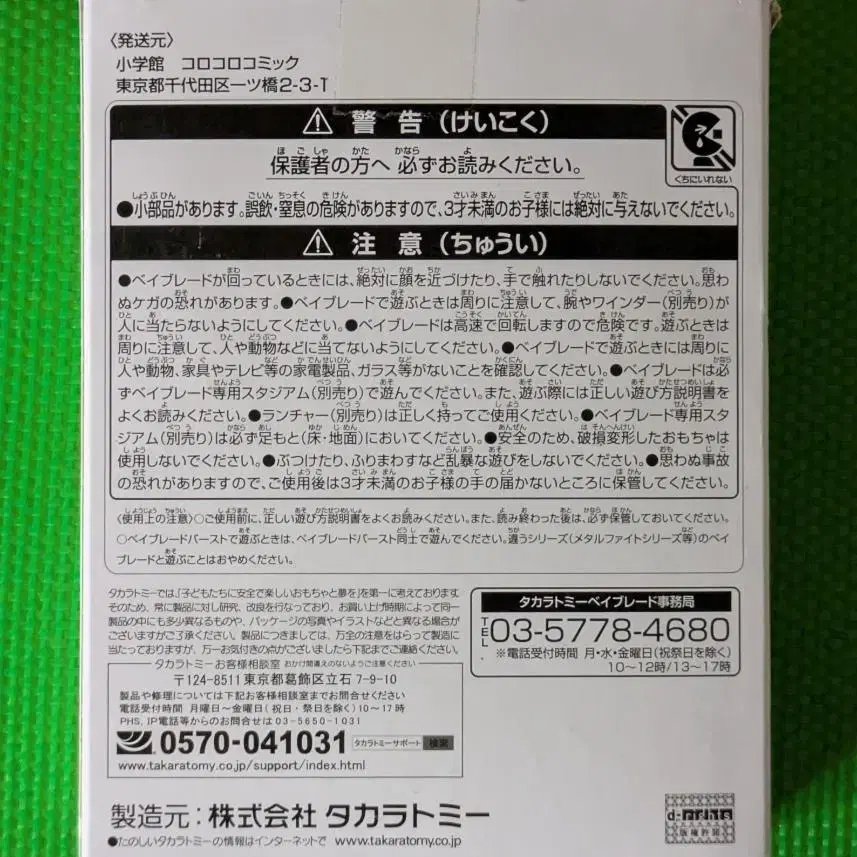 〈発送元〉
小学館 コロコロコミック
東京都千代田区一ツ橋2-3-1
⚠ 警告（けいこく）
保護者の方へ 必ずお読みください。
くちにいれない
●小部品があります。誤飲・窒息の危険がありますので、3才未満のお子様には絶対に与えないでください。
⚠ 注意（ちゅうい）
●ベイブレードが回っているときには、絶対に顔を近づけたり、手で触れたりしないでください。思わ
ぬケガの恐れがあります。●ベイブレードで遊ぶときは周りに注意して、腕やワインダー（別売り）が
人に当たらないようにしてください。●ベイブレードは高速で回転しますので危険です。遊ぶときは
周りに注意して、人や動物などに当てないようにしてください。●ベイブレードで遊ぶときには周りに
人や動物、家具やテレビ等の家電製品、ガラス等がないことを確認してください。●ベイブレードは必
ずベイブレード専用スタジアム（別売り）で遊んでください。また、遊ぶ際には正しい遊び方説明書を
よくお読みください。●ランチャー（別売り）は正しく持ってご使用ください。●ベイブレード専用スタ
ジアム（別売り）は必ず足もと（床・地面）においてください。●安全のため、破損変形したおもちゃは
使用しないでください。●ぶつけたり、ふりまわすなど乱暴な遊びをしないでください。●思わぬ事故
の恐れがありますので、ご使用後は3才未満のお子様の手の届かないところに保管してください。
〈使用上の注意〉○ご使用前に、正しい遊び方説明書をよくお読みください。また、読み終わった後は、必ず保管しておいてください。
○ベイブレードバーストで遊ぶときは、ベイブレードバースト同士で遊んでください。違うシリーズ（メタルファイトシリーズ等）のベイ
ブレードと遊ぶことはおやめください。
タカラトミーでは、「子どもたちに安全で楽しいおもちゃと夢を」を第一に考えております。
そのため、常に製品に対し研究、改良を行なっており、お買い上げ時期によって同一
製品の中にも多少異なるものや、パッケージの写真やイラストなどと異なる場合が
ございますがご了承ください。製品につきましては、万全の注意をはらって製造に
当たっておりますが、万一お気付きの点がございましたら下記までご連絡ください。
タカラトミーお客様相談室 おかけ間違えのないようご注意ください
〒124-8511 東京都葛飾区立石 7-9-10
製品や修理については下記お客様相談室までお問合せください
電話受付時間 月曜日～金曜日（祝日・祭日を除く）10～17時
PHS、IP電話等からのお問合せは 03-5650-1031
0570-041031 タカラトミーサポート 検索
www.takaratomy.co.jp/support/index.html
タカラトミーベイブレード事務局
TEL. 03-5778-4680
※電話受付時間 月・水・金曜日（祝祭日を除く）
10～12時/13～17時
製造元：株式会社 タカラトミー
●たのしいタカラトミーの情報はインターネットで www.takaratomy.co.jp
d-rights
版権許諾